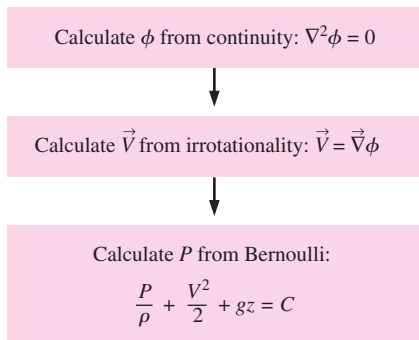 Calculate ϕ from continuity: ∇²ϕ = 0
Calculate V⃗ from irrotationality: V⃗ = ∇⃗ϕ
Calculate P from Bernoulli:
P/ρ + V²/2 + gz = C